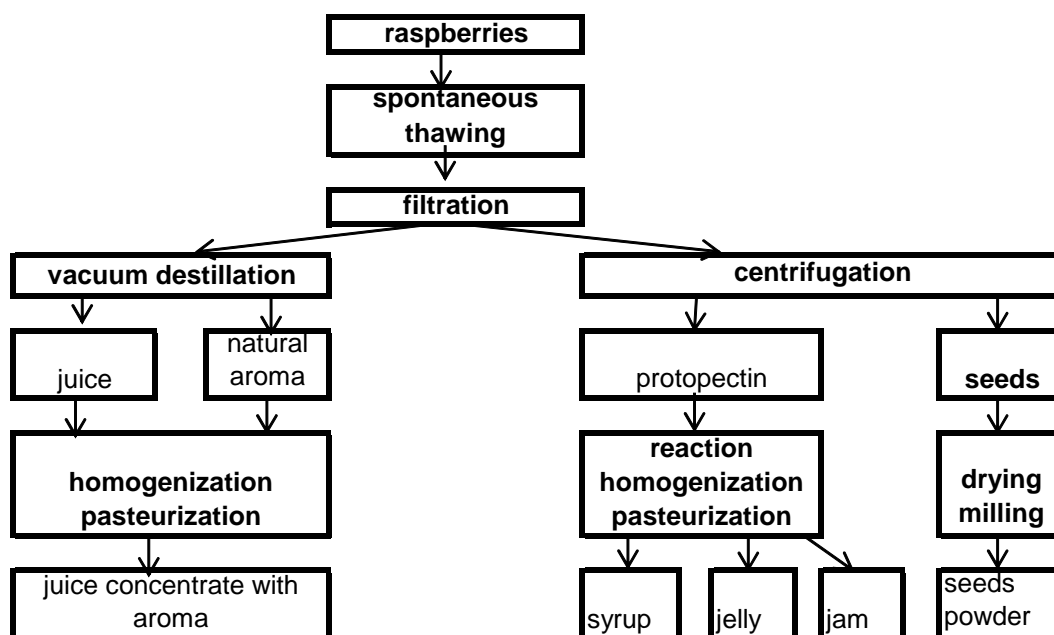 raspberries
spontaneous
thawing
filtration
vacuum destillation
centrifugation
juice
natural
aroma
protopectin
seeds
homogenization
pasteurization
reaction
homogenization
pasteurization
drying
milling
juice concentrate with
aroma
syrup
jelly
jam
seeds
powder